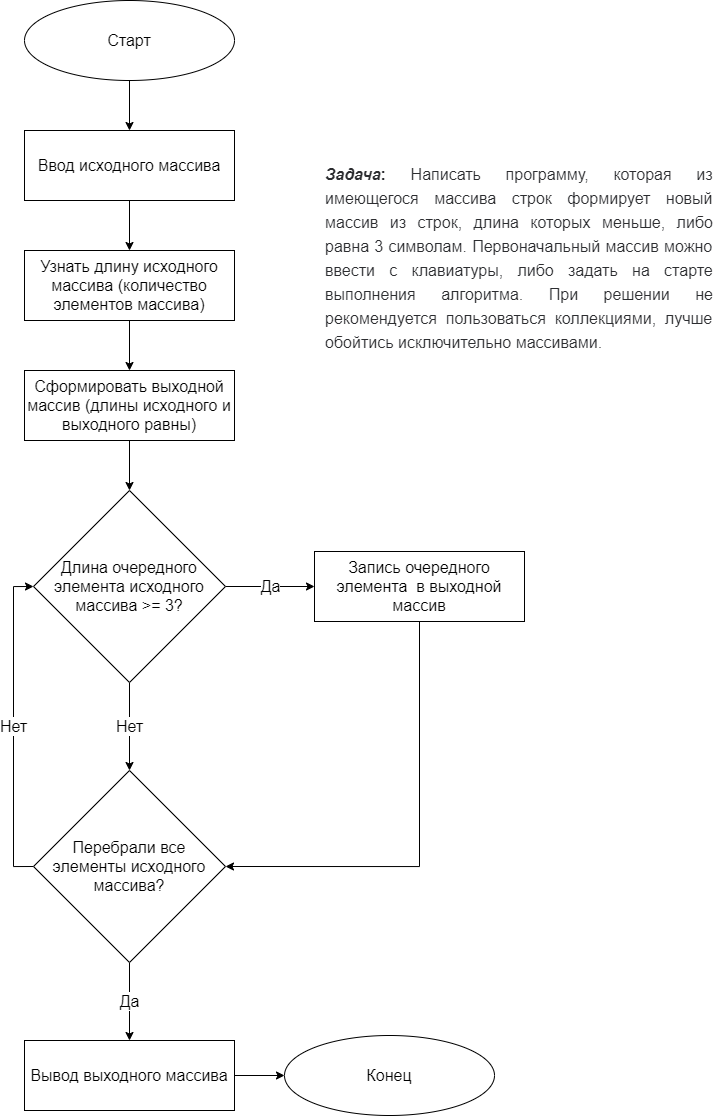 Старт
Ввод исходного массива
Задача: Написать программу, которая из
имеющегося массива строк формирует новый
массив из строк, длина которых меньше, либо
равна 3 символам. Первоначальный массив можно
ввести с клавиатуры, либо задать на старте
выполнения алгоритма. При решении не
рекомендуется пользоваться коллекциями, лучше
обойтись исключительно массивами.
Узнать длину исходного
массива (количество
элементов массива)
Сформировать выходной
массив (длины исходного и
выходного равны)
Длина очередного
элемента исходного
массива >= 3?
Да
Запись очередного
элемента в выходной
массив
Нет
Нет
Перебрали все
элементы исходного
массива?
Да
Вывод выходного массива
Конец